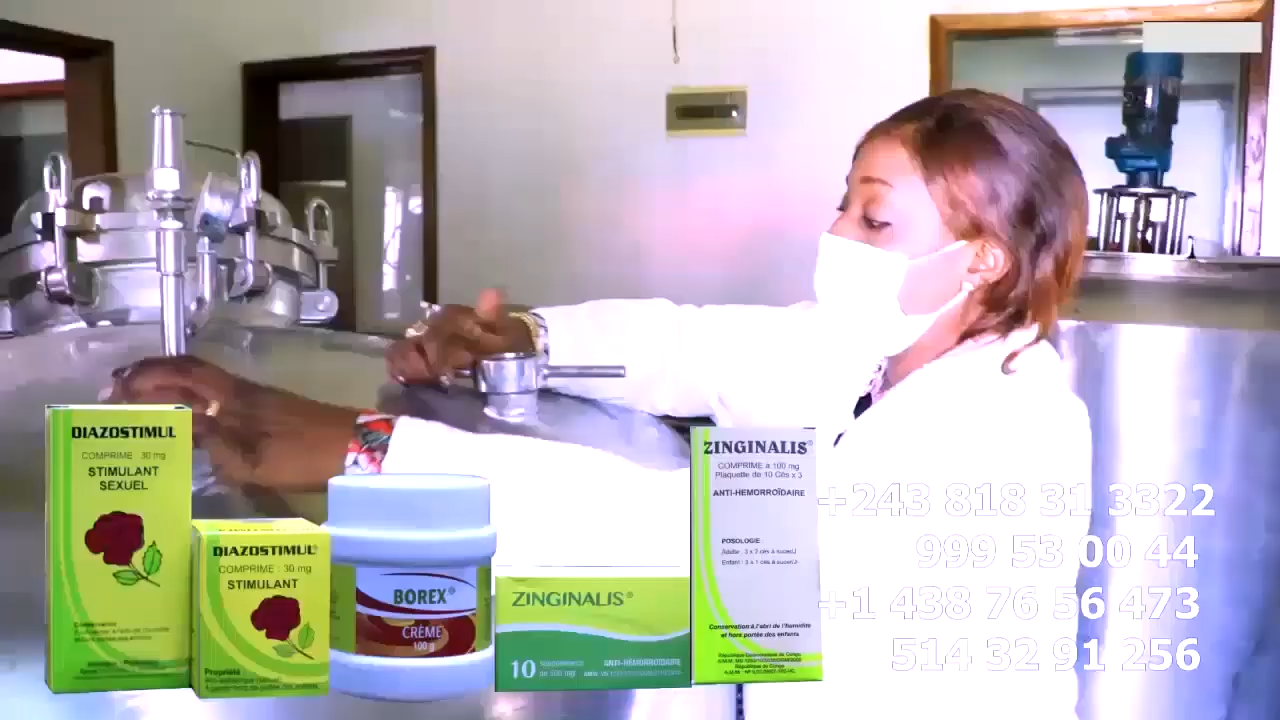 DIAZOSTIMUL
COMPRIME : 30 mg
STIMULANT
SEXUEL
DIAZOSTIMUL®
COMPRIME : 30 mg
STIMULANT
Propriété
BOREX®
CRÈME
100 g
ZINGINALIS®
10
ANTI-HÉMORROÏDAIRE
ZINGINALIS®
COMPRIME a 100 mg
Plaquette de 10 Clés x 3
ANTI-HEMORROÏDAIRE
POSOLOGIE
Conservation à l'abri de l'humidité
et hors portée des enfants
+243 818 31 3322
999 53 00 44
+1 438 76 56 473
514 32 91 256